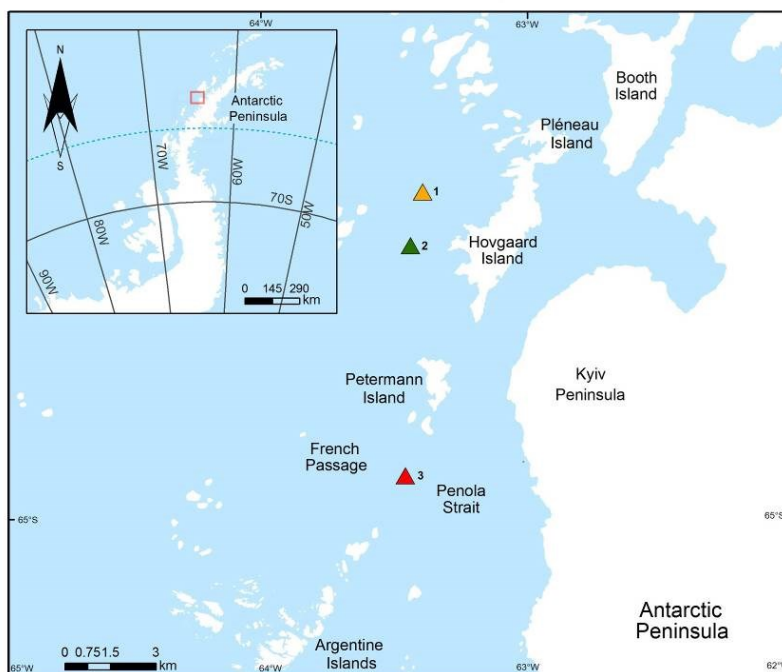 64°W
63°W
N
S
Antarctic
Peninsula
70W
60W
70S
50W
80W
90W
0 145 290
km
Booth
Island
Pléneau
Island
1
2
Hovgaard
Island
Petermann
Island
Kyiv
Peninsula
French
Passage
3
Penola
Strait
65°S
65°S
Antarctic
Peninsula
0 0.751.5 3
km
Argentine
Islands
65°W
64°W
63°W
62°W